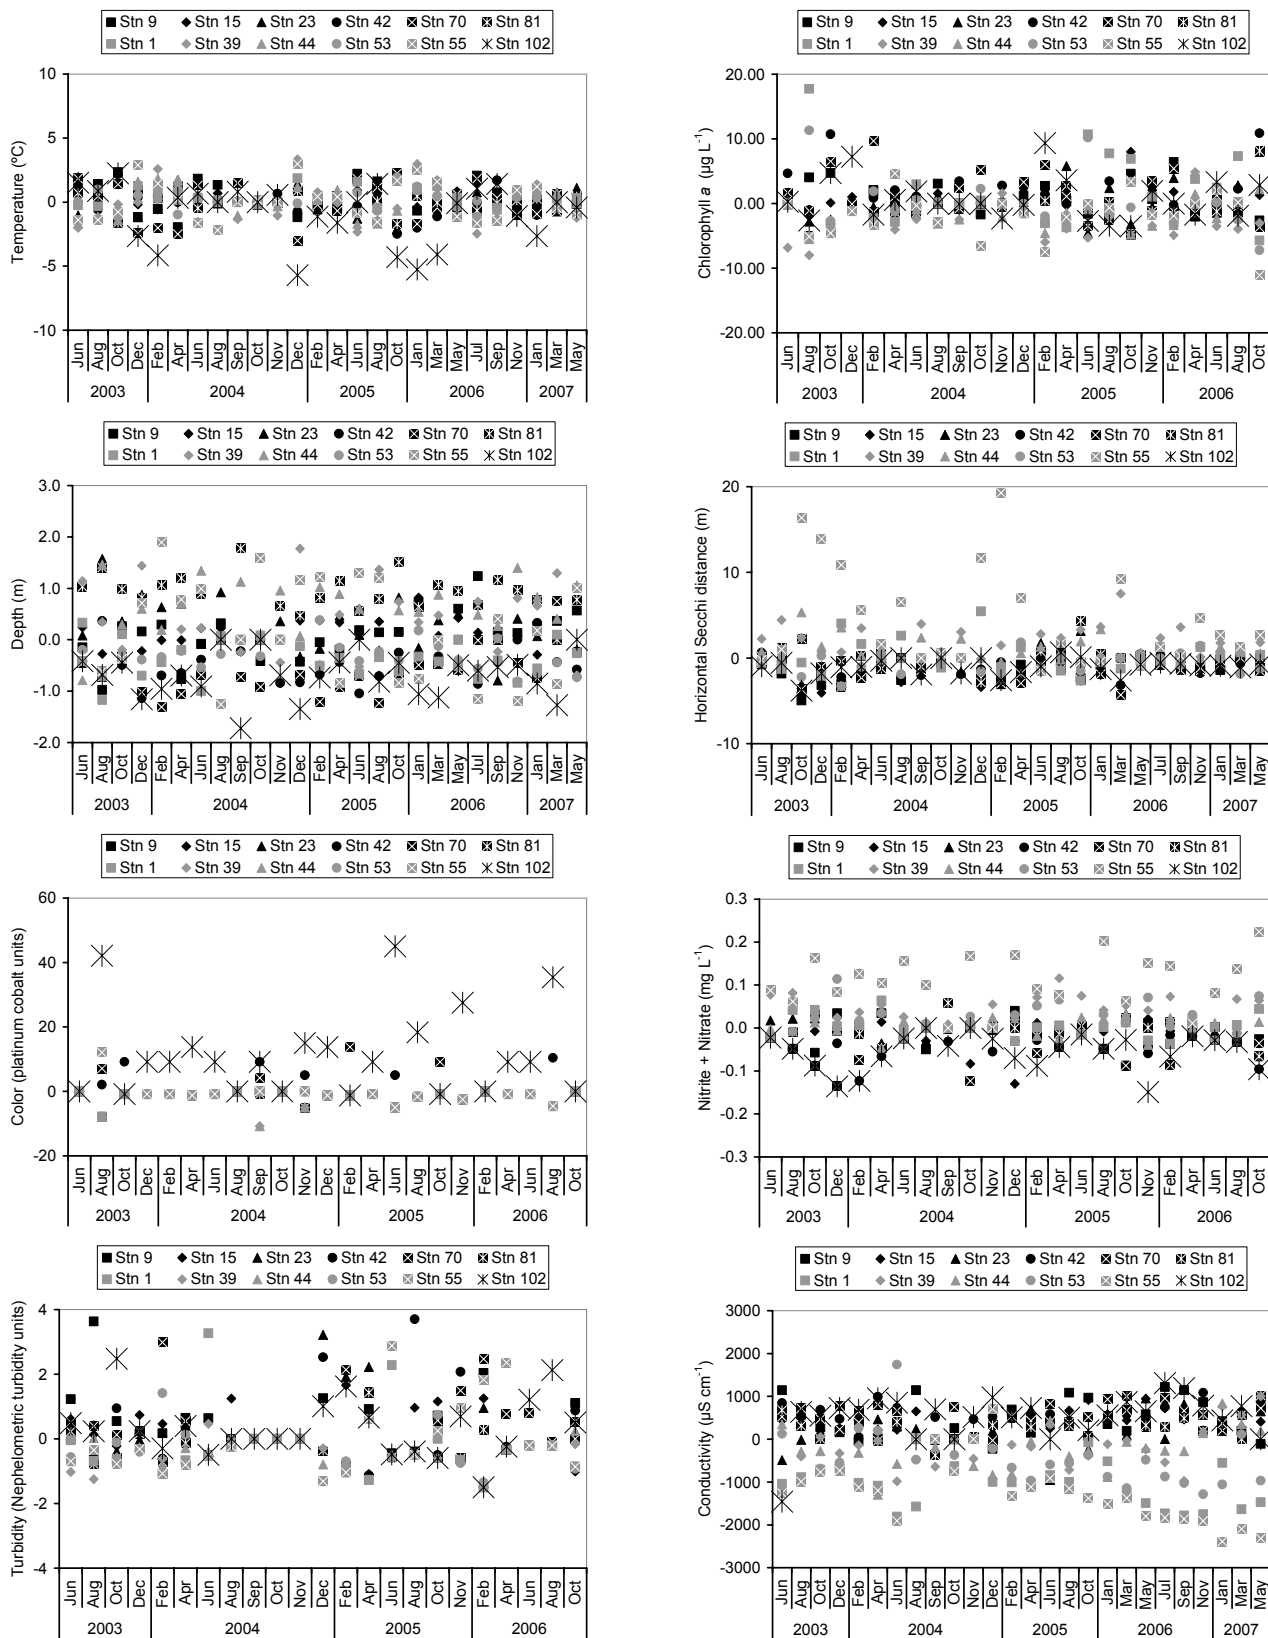 Stn 9 Stn 15 Stn 23 Stn 42 Stn 70 Stn 81
Stn 1 Stn 39 Stn 44 Stn 53 Stn 55 Stn 102
Temperature (ºC)
10
5
0
-5
-10
Jun Aug Oct Dec Feb Apr Jun Aug Sep Oct Nov Dec Feb Apr Jun Aug Oct Jan Mar May Jul Sep Nov Jan Mar May
2003 2004 2005 2006 2007
Stn 9 Stn 15 Stn 23 Stn 42 Stn 70 Stn 81
Stn 1 Stn 39 Stn 44 Stn 53 Stn 55 Stn 102
Chlorophyll a (µg L-1)
20.00
10.00
0.00
-10.00
-20.00
Jun Aug Oct Dec Feb Apr Jun Aug Sep Oct Nov Dec Feb Apr Jun Aug Oct Nov Feb Apr Jun Aug Oct
2003 2004 2005 2006
Stn 9 Stn 15 Stn 23 Stn 42 Stn 70 Stn 81
Stn 1 Stn 39 Stn 44 Stn 53 Stn 55 Stn 102
Depth (m)
3.0
2.0
1.0
0.0
-1.0
-2.0
Jun Aug Oct Dec Feb Apr Jun Aug Sep Oct Nov Dec Feb Apr Jun Aug Oct Jan Mar May Jul Sep Nov Jan Mar May
2003 2004 2005 2006 2007
Stn 9 Stn 15 Stn 23 Stn 42 Stn 70 Stn 81
Stn 1 Stn 39 Stn 44 Stn 53 Stn 55 Stn 102
Horizontal Secchi distance (m)
20
10
0
-10
Jun Aug Oct Dec Feb Apr Jun Aug Sep Oct Nov Dec Feb Apr Jun Aug Oct Jan Mar May Jul Sep Nov Jan Mar May
2003 2004 2005 2006 2007
Stn 9 Stn 15 Stn 23 Stn 42 Stn 70 Stn 81
Stn 1 Stn 39 Stn 44 Stn 53 Stn 55 Stn 102
Color (platinum cobalt units)
60
40
20
0
-20
Jun Aug Oct Dec Feb Apr Jun Aug Sep Oct Nov Dec Feb Apr Jun Aug Oct Nov Feb Apr Jun Aug Oct
2003 2004 2005 2006
Stn 9 Stn 15 Stn 23 Stn 42 Stn 70 Stn 81
Stn 1 Stn 39 Stn 44 Stn 53 Stn 55 Stn 102
Nitrite + Nitrate (mg L-1)
0.3
0.2
0.1
0.0
-0.1
-0.2
-0.3
Jun Aug Oct Dec Feb Apr Jun Aug Sep Oct Nov Dec Feb Apr Jun Aug Oct Nov Feb Apr Jun Aug Oct
2003 2004 2005 2006
Stn 9 Stn 15 Stn 23 Stn 42 Stn 70 Stn 81
Stn 1 Stn 39 Stn 44 Stn 53 Stn 55 Stn 102
Turbidity (Nephelometric turbidity units)
4
2
0
-2
-4
Jun Aug Oct Dec Feb Apr Jun Aug Sep Oct Nov Dec Feb Apr Jun Aug Oct Nov Feb Apr Jun Aug Oct
2003 2004 2005 2006
Stn 9 Stn 15 Stn 23 Stn 42 Stn 70 Stn 81
Stn 1 Stn 39 Stn 44 Stn 53 Stn 55 Stn 102
Conductivity (µS cm-1)
3000
2000
1000
0
-1000
-2000
-3000
Jun Aug Oct Dec Feb Apr Jun Aug Sep Oct Nov Dec Feb Apr Jun Aug Oct Jan Mar May Jul Sep Nov Jan Mar May
2003 2004 2005 2006 2007